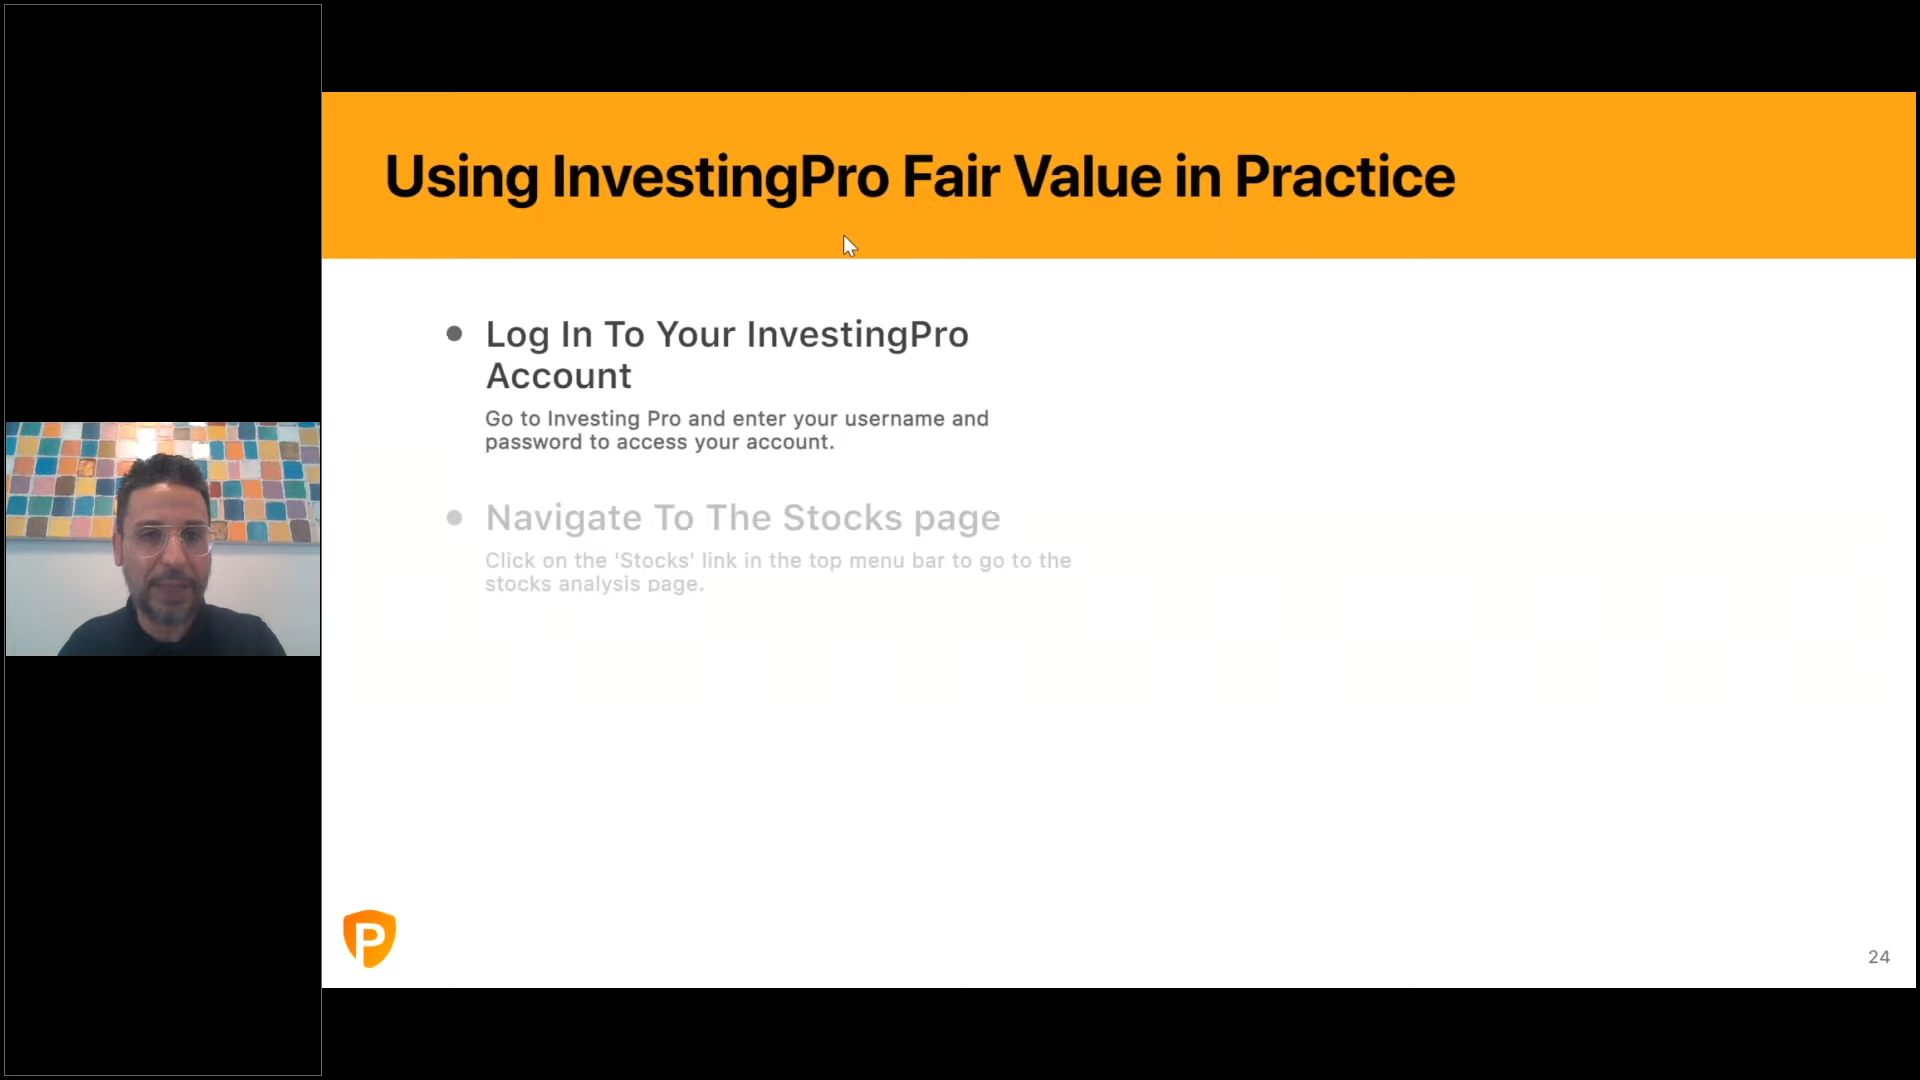 Using InvestingPro Fair Value in Practice
• Log In To Your InvestingPro
Account
Go to Investing Pro and enter your username and
password to access your account.
• Navigate To The Stocks page
Click on the 'Stocks' link in the top menu bar to go to the
stocks analysis page.
P
24